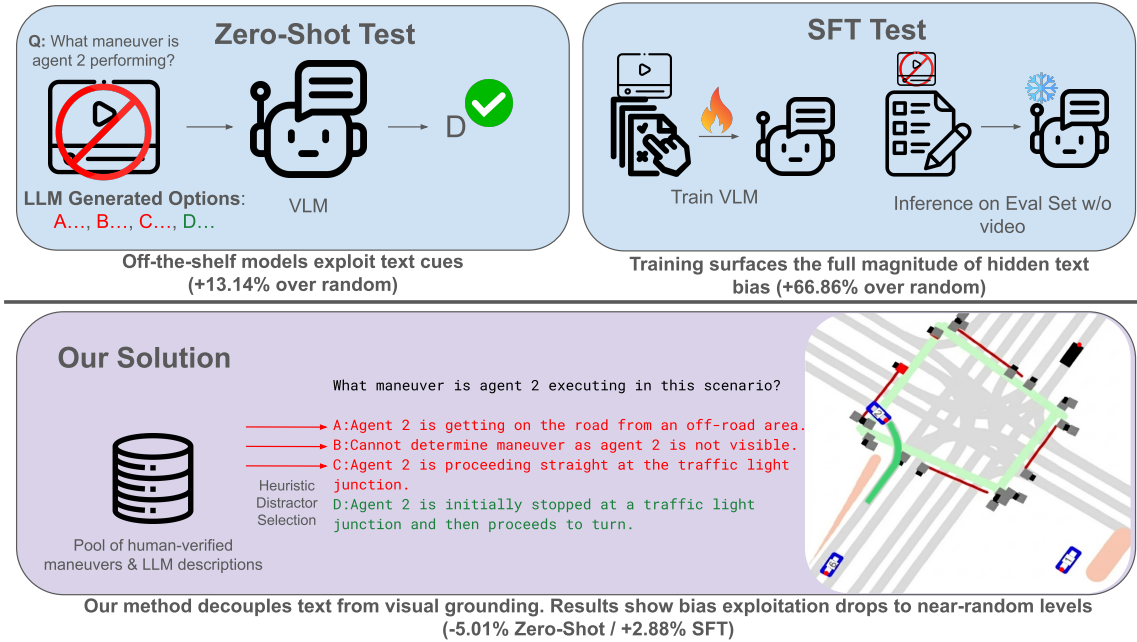 Zero-Shot Test
Q: What maneuver is
agent 2 performing?
D
LLM Generated Options:
A..., B..., C..., D...
VLM
Off-the-shelf models exploit text cues
(+13.14% over random)
SFT Test
Train VLM
Inference on Eval Set w/o
video
Training surfaces the full magnitude of hidden text
bias (+66.86% over random)
Our Solution
What maneuver is agent 2 executing in this scenario?
A:Agent 2 is getting on the road from an off-road area.
B:Cannot determine maneuver as agent 2 is not visible.
C:Agent 2 is proceeding straight at the traffic light
junction.
D:Agent 2 is initially stopped at a traffic light
junction and then proceeds to turn.
Heuristic
Distractor
Selection
Pool of human-verified
maneuvers & LLM descriptions
2
1
Our method decouples text from visual grounding. Results show bias exploitation drops to near-random levels
(-5.01% Zero-Shot / +2.88% SFT)